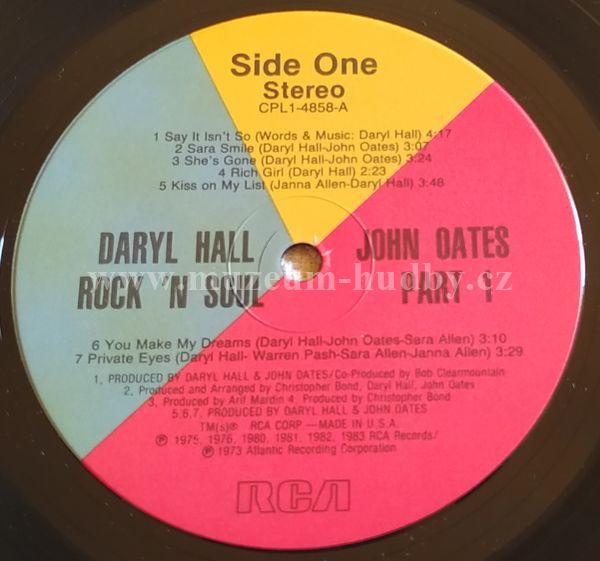 Side One
Stereo
CPL1-4858-A
1 Say It Isn't So (Words & Music: Daryl Hall) 4:17
2 Sara Smile (Daryl Hall-John Oates) 3:07
3 She's Gone (Daryl Hall-John Oates) 3:24
4 Rich Girl (Daryl Hall) 2:23
5 Kiss on My List (Janna Allen-Daryl Hall) 3:48
DARYL HALL JOHN OATES
www.muzeum-hudby.cz
ROCK 'N SOUL PART 1
6 You Make My Dreams (Daryl Hall-John Oates-Sara Allen) 3:10
7 Private Eyes (Daryl Hall- Warren Pash-Sara Allen-Janna Allen) 3:29
1, PRODUCED BY DARYL HALL & JOHN OATES/Co-Produced by Bob Clearmountain
2, Produced and Arranged by Christopher Bond, Daryl Hall, John Oates
3, Produced by Arif Mardin 4, Produced by Christopher Bond
5,6,7, PRODUCED BY DARYL HALL & JOHN OATES
TM(s)® RCA CORP — MADE IN U.S.A.
℗ 1975, 1976, 1980, 1981, 1982, 1983 RCA Records/
℗ 1973 Atlantic Recording Corporation
RCA